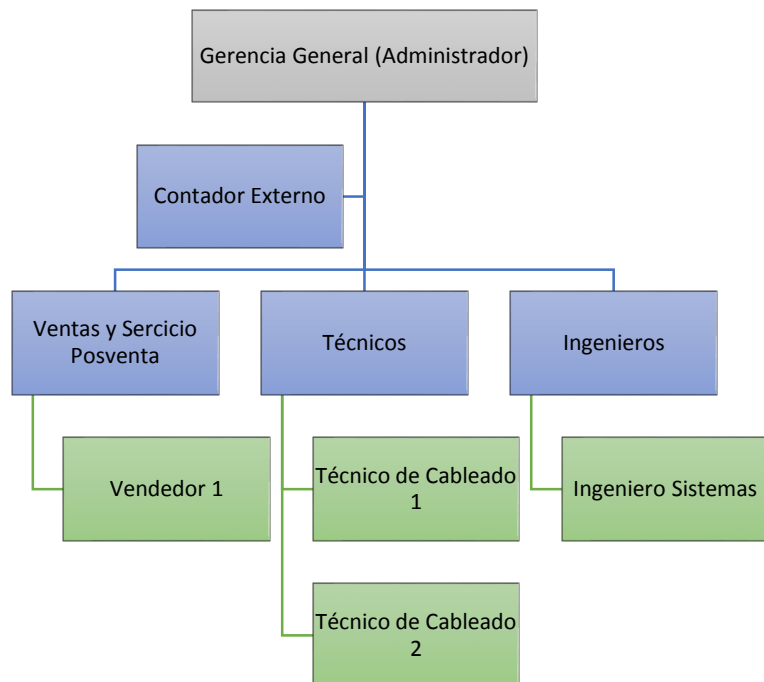 Gerencia General (Administrador)
Contador Externo
Ventas y Sercicio
Posventa
Técnicos
Ingenieros
Vendedor 1
Técnico de Cableado
1
Ingeniero Sistemas
Técnico de Cableado
2